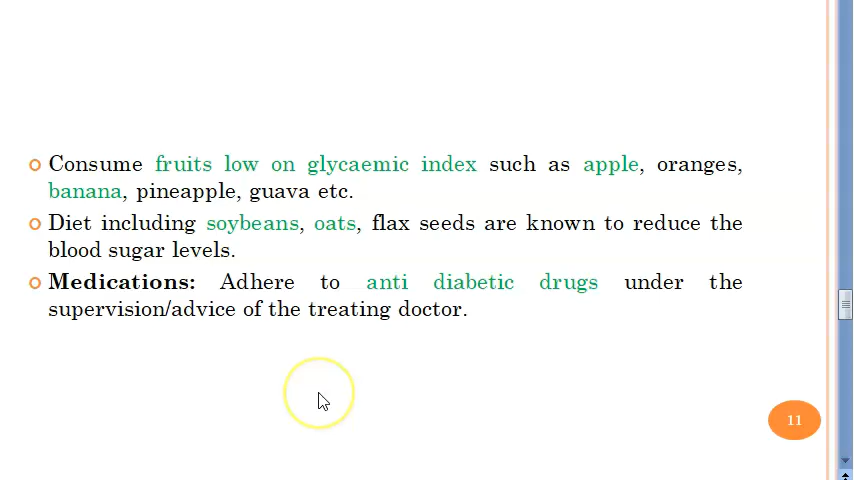 Consume fruits low on glycaemic index such as apple, oranges,
banana, pineapple, guava etc.
Diet including soybeans, oats, flax seeds are known to reduce the
blood sugar levels.
Medications: Adhere to anti diabetic drugs under the
supervision/advice of the treating doctor.
11